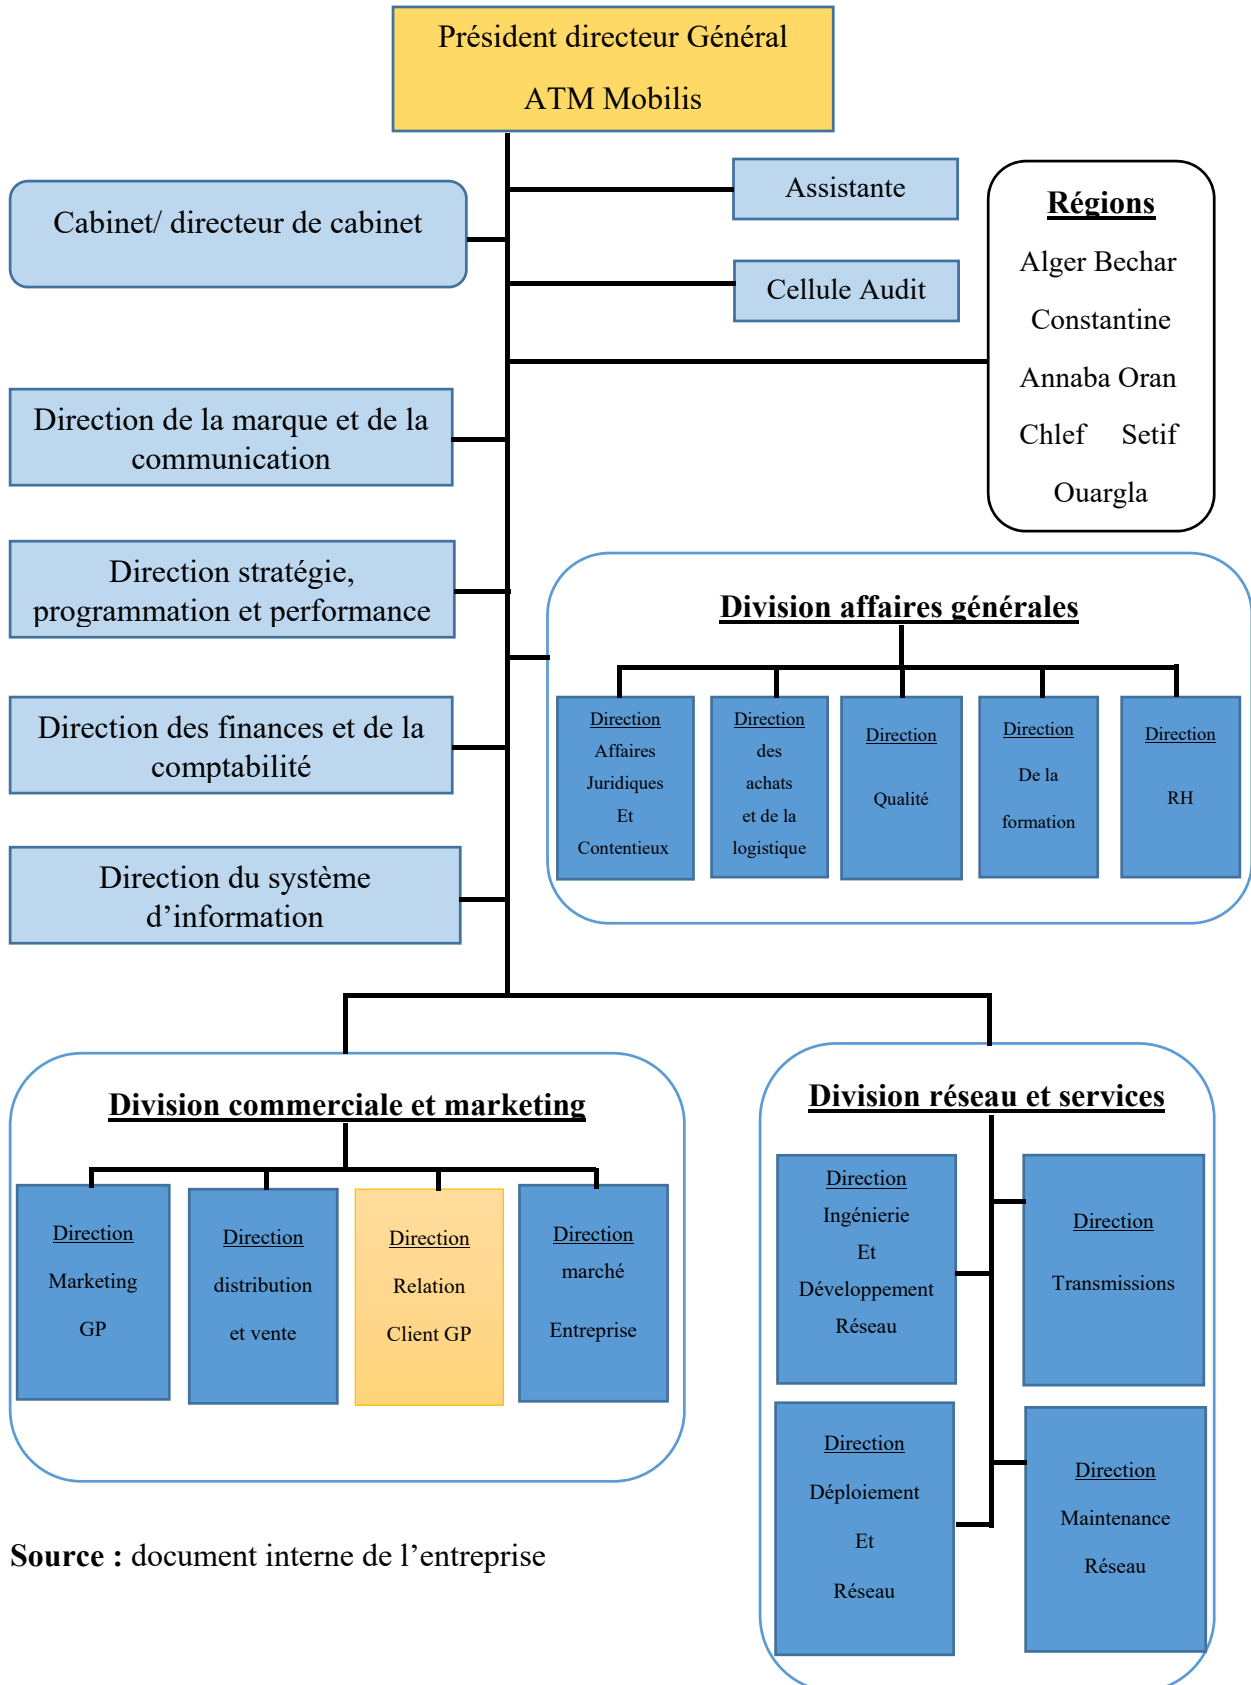 Président directeur Général
ATM Mobilis
Assistante
Cabinet/ directeur de cabinet
Cellule Audit
Régions
Alger Bechar
Constantine
Annaba Oran
Chlef Setif
Ouargla
Direction de la marque et de la
communication
Direction stratégie,
programmation et performance
Direction des finances et de la
comptabilité
Direction du système
d’information
Division affaires générales
Direction
Affaires
Juridiques
Et
Contentieux
Direction
des
achats
et de la
logistique
Direction
Qualité
Direction
De la
formation
Direction
RH
Division commerciale et marketing
Direction
Marketing
GP
Direction
distribution
et vente
Direction
Relation
Client GP
Direction
marché
Entreprise
Division réseau et services
Direction
Ingénierie
Et
Développement
Réseau
Direction
Transmissions
Direction
Déploiement
Et
Réseau
Direction
Maintenance
Réseau
Source : document interne de l’entreprise